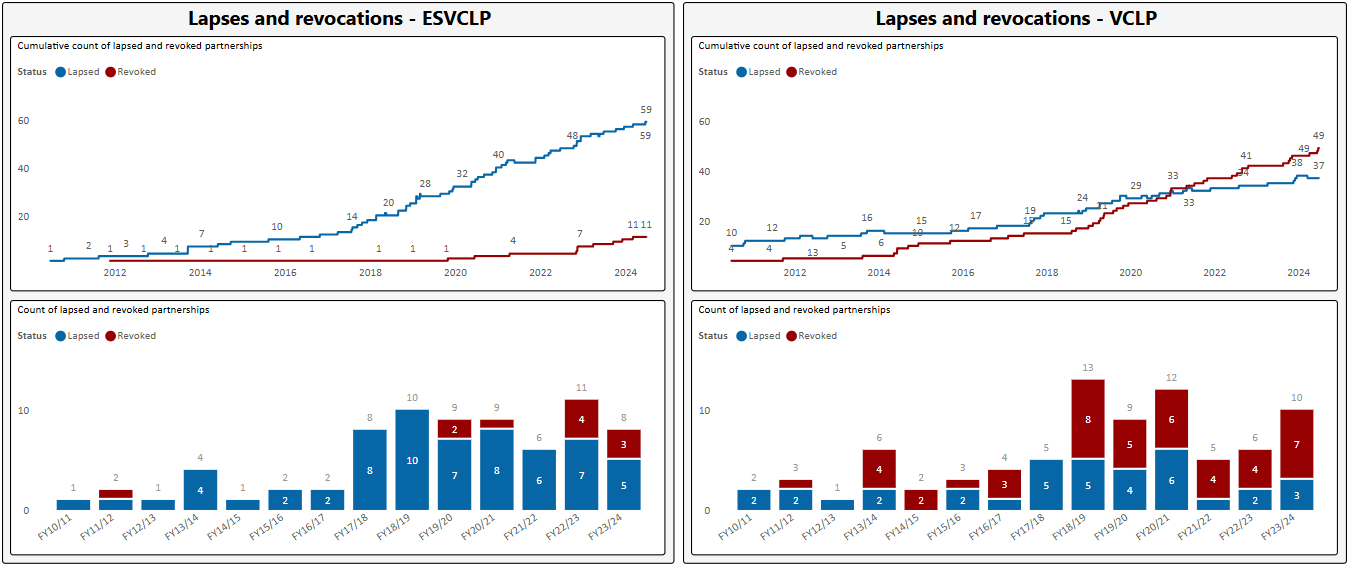 Lapses and revocations - ESVCLP
Cumulative count of lapsed and revoked partnerships
Status Lapsed Revoked
60
40
20
1 2 1 3 1 4 1 7 1 1 10 1 1 14 1 20 1 28 1 32 40 4 48 7 59 59 11 11
2012 2014 2016 2018 2020 2022 2024
Count of lapsed and revoked partnerships
Status Lapsed Revoked
10
0
1 2 1 4 1 2 2 8 10 9 9 6 11 8
2 4 3
4 2 2 8 10 7 8 6 7 5
FY10/11 FY11/12 FY12/13 FY13/14 FY14/15 FY15/16 FY16/17 FY17/18 FY18/19 FY19/20 FY20/21 FY21/22 FY22/23 FY23/24
Lapses and revocations - VCLP
Cumulative count of lapsed and revoked partnerships
Status Lapsed Revoked
60
40
20
10 4 12 4 13 5 16 6 15 10 12 17 19 15 15 24 21 29 33 33 41 34 49 38 49 37
2012 2014 2016 2018 2020 2022 2024
Count of lapsed and revoked partnerships
Status Lapsed Revoked
10
0
2 3 1 6 2 3 4 5 13 9 12 5 6 10
4 2 3 8 5 6 4 4 7
2 2 2 2 5 5 4 6 2 3
FY10/11 FY11/12 FY12/13 FY13/14 FY14/15 FY15/16 FY16/17 FY17/18 FY18/19 FY19/20 FY20/21 FY21/22 FY22/23 FY23/24